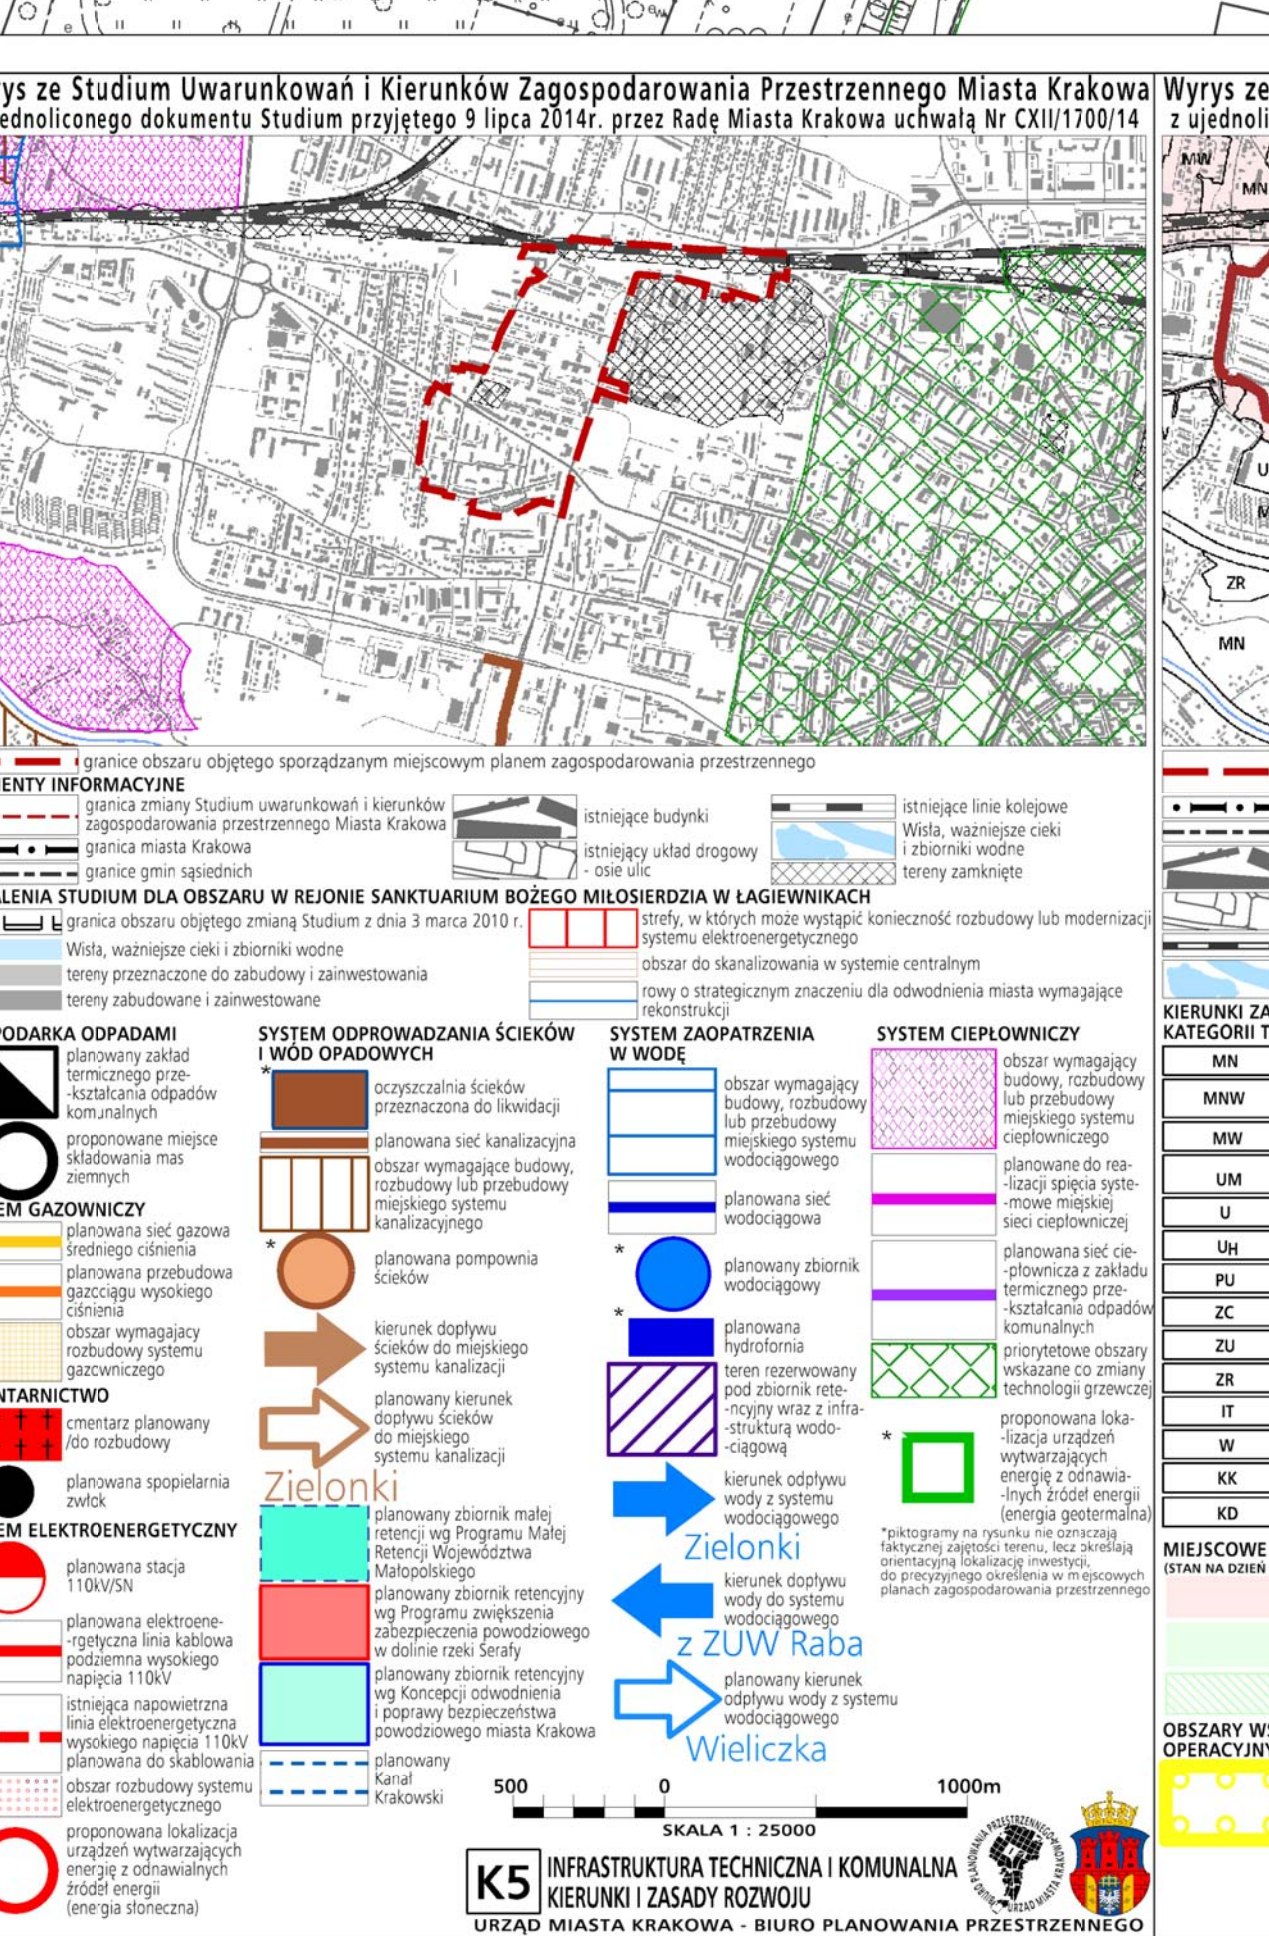 rys ze Studium Uwarunkowań i Kierunków Zagospodarowania Przestrzennego Miasta Krakowa
ednoliconego dokumentu Studium przyjętego 9 lipca 2014r. przez Radę Miasta Krakowa uchwałą Nr CXII/1700/14
Wyrys ze
z ujednoli
MW
MN
U
M
ZR
MN
granice obszaru objętego sporządzanym miejscowym planem zagospodarowania przestrzennego
ENTY INFORMACYJNE
granica zmiany Studium uwarunkowań i kierunków
zagospodarowania przestrzennego Miasta Krakowa
granica miasta Krakowa
granice gmin sąsiednich
istniejące budynki
istniejący układ drogowy
- osie ulic
istniejące linie kolejowe
Wisła, ważniejsze cieki
i zbiorniki wodne
tereny zamknięte
ALENIA STUDIUM DLA OBSZARU W REJONIE SANKTUARIUM BOŻEGO MIŁOSIERDZIA W ŁAGIEWNIKACH
granica obszaru objętego zmianą Studium z dnia 3 marca 2010 r.
Wisła, ważniejsze cieki i zbiorniki wodne
tereny przeznaczone do zabudowy i zainwestowania
tereny zabudowane i zainwestowane
strefy, w których może wystąpić konieczność rozbudowy lub modernizacji
systemu elektroenergetycznego
obszar do skanalizowania w systemie centralnym
rowy o strategicznym znaczeniu dla odwodnienia miasta wymagające
rekonstrukcji
PODARKA ODPADAMI
planowany zakład
termicznego prze-
-kształcania odpadów
komunalnych
proponowane miejsce
składowania mas
ziemnych
EM GAZOWNICZY
planowana sieć gazowa
średniego ciśnienia
planowana przebudowa
gazociągu wysokiego
ciśnienia
obszar wymagajacy
rozbudowy systemu
gazowniczego
NTARNICTWO
cmentarz planowany
/do rozbudowy
planowana spopielarnia
zwłok
EM ELEKTROENERGETYCZNY
planowana stacja
110kV/SN
planowana elektroene-
-rgetyczna linia kablowa
podziemna wysokiego
napięcia 110kV
istniejąca napowietrzna
linia elektroenergetyczna
wysokiego napięcia 110kV
planowana do skablowania
obszar rozbudowy systemu
elektroenergetycznego
proponowana lokalizacja
urządzeń wytwarzających
energię z odnawialnych
źródeł energii
(energia słoneczna)
SYSTEM ODPROWADZANIA ŚCIEKÓW
I WÓD OPADOWYCH
*
oczyszczalnia ścieków
przeznaczona do likwidacji
planowana sieć kanalizacyjna
obszar wymagające budowy,
rozbudowy lub przebudowy
miejskiego systemu
kanalizacyjnego
*
planowana pompownia
ścieków
kierunek dopływu
ścieków do miejskiego
systemu kanalizacji
planowany kierunek
dopływu ścieków
do miejskiego
systemu kanalizacji
Zielonki
planowany zbiornik małej
retencji wg Programu Małej
Retencji Województwa
Małopolskiego
planowany zbiornik retencyjny
wg Programu zwiększenia
zabezpieczenia powodziowego
w dolinie rzeki Serafy
planowany zbiornik retencyjny
wg Koncepcji odwodnienia
i poprawy bezpieczeństwa
powodziowego miasta Krakowa
planowany
Kanał
Krakowski
SYSTEM ZAOPATRZENIA
W WODĘ
obszar wymagający
budowy, rozbudowy
lub przebudowy
miejskiego systemu
wodociągowego
planowana sieć
wodociągowa
*
planowany zbiornik
wodociągowy
*
planowana
hydrofornia
teren rezerwowany
pod zbiornik rete-
-ncyjny wraz z infra-
-strukturą wodo-
-ciągową
kierunek odpływu
wody z systemu
wodociągowego
Zielonki
kierunek dopływu
wody do systemu
wodociągowego
z ZUW Raba
planowany kierunek
odpływu wody z systemu
wodociągowego
Wieliczka
SYSTEM CIEPŁOWNICZY
obszar wymagający
budowy, rozbudowy
lub przebudowy
miejskiego systemu
ciepłowniczego
planowane do rea-
-lizacji spięcia syste-
-mowe miejskiej
sieci ciepłowniczej
planowana sieć cie-
-płownicza z zakładu
termicznego prze-
-kształcania odpadów
komunalnych
priorytetowe obszary
wskazane co zmiany
technologii grzewczej
*
proponowana loka-
-lizacja urządzeń
wytwarzających
energię z odnawia-
-lnych źródeł energii
(energia geotermalna)
*piktogramy na rysunku nie oznaczają
faktycznej zajętości terenu, lecz określają
orientacyjną lokalizację inwestycji,
do precyzyjnego określenia w miejscowych
planach zagospodarowania przestrzennego
500 0 1000m
SKALA 1 : 25000
K5
INFRASTRUKTURA TECHNICZNA I KOMUNALNA
KIERUNKI I ZASADY ROZWOJU
URZĄD MIASTA KRAKOWA - BIURO PLANOWANIA PRZESTRZENNEGO
KIERUNKI ZA
KATEGORII T
MN
MNW
MW
UM
U
UH
PU
ZC
ZU
ZR
IT
W
KK
KD
MIEJSCOWE
(STAN NA DZIEŃ
OBSZARY WS
OPERACYJNY